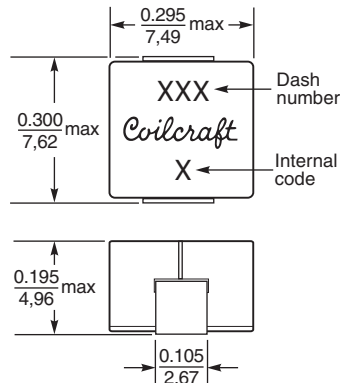 0.295
7,49 max
XXX
Dash
number
0.300
7,62 max
Coilcraft
X
Internal
code
0.195
4,96 max
0.105
2,67